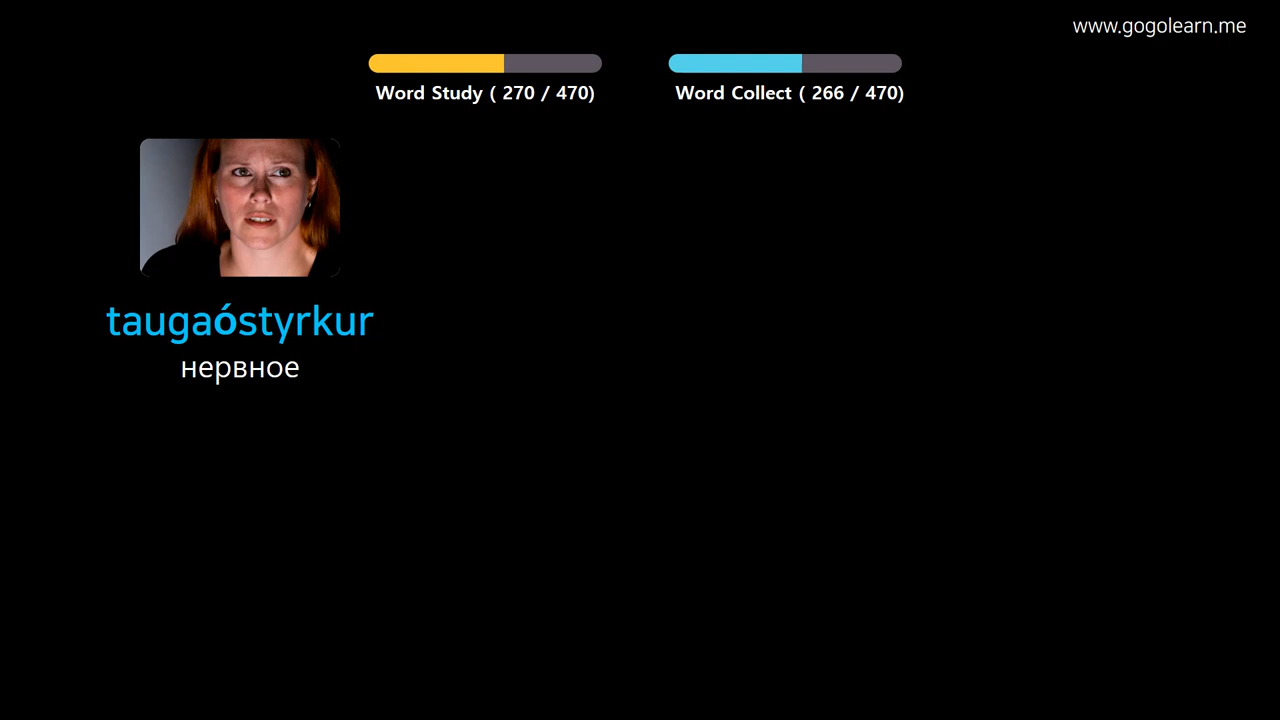 www.gogolearn.me
Word Study ( 270 / 470)
Word Collect ( 266 / 470)
taugaóstyrkur
нервное